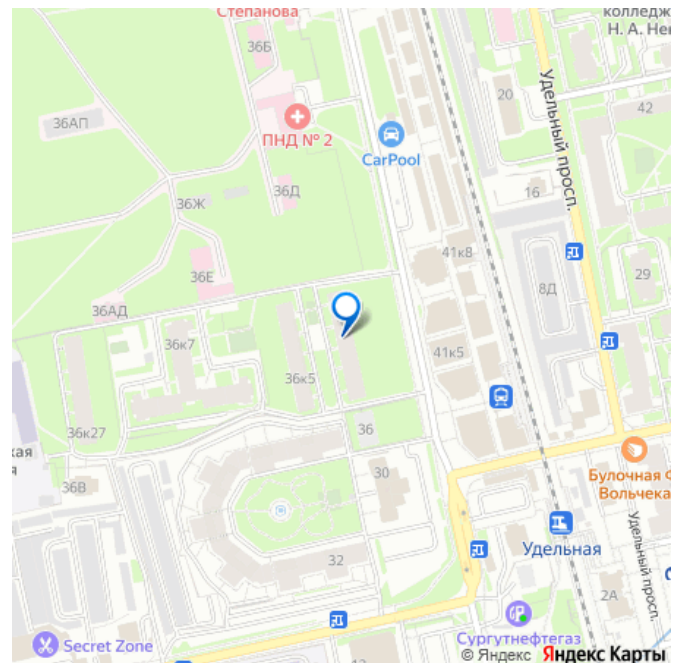 Степанова
колледж
Н. А. Не
36Б
20
42
36АП
ПНД № 2
CarPool
Удельный просп.
36Д
16
36Ж
41к8
36Е
8Д
29
36АД
36к7
41к5
36к5
36к27
36
кая
я
36В
30
Булочная Ф
Вольчека
Удельная
32
Удельный просп.
2А
Сургутнефтегаз
Secret Zone
© Яндекс Яндекс Карты